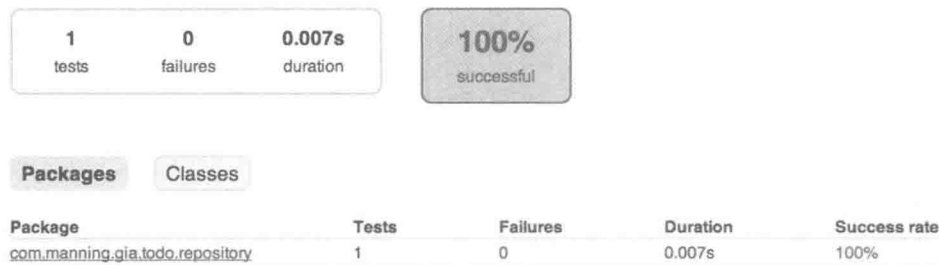 1 0 0.007s
tests failures duration
100%
successful
Packages Classes
Package Tests Failures Duration Success rate
com.manning.gia.todo.repository 1 0 0.007s 100%